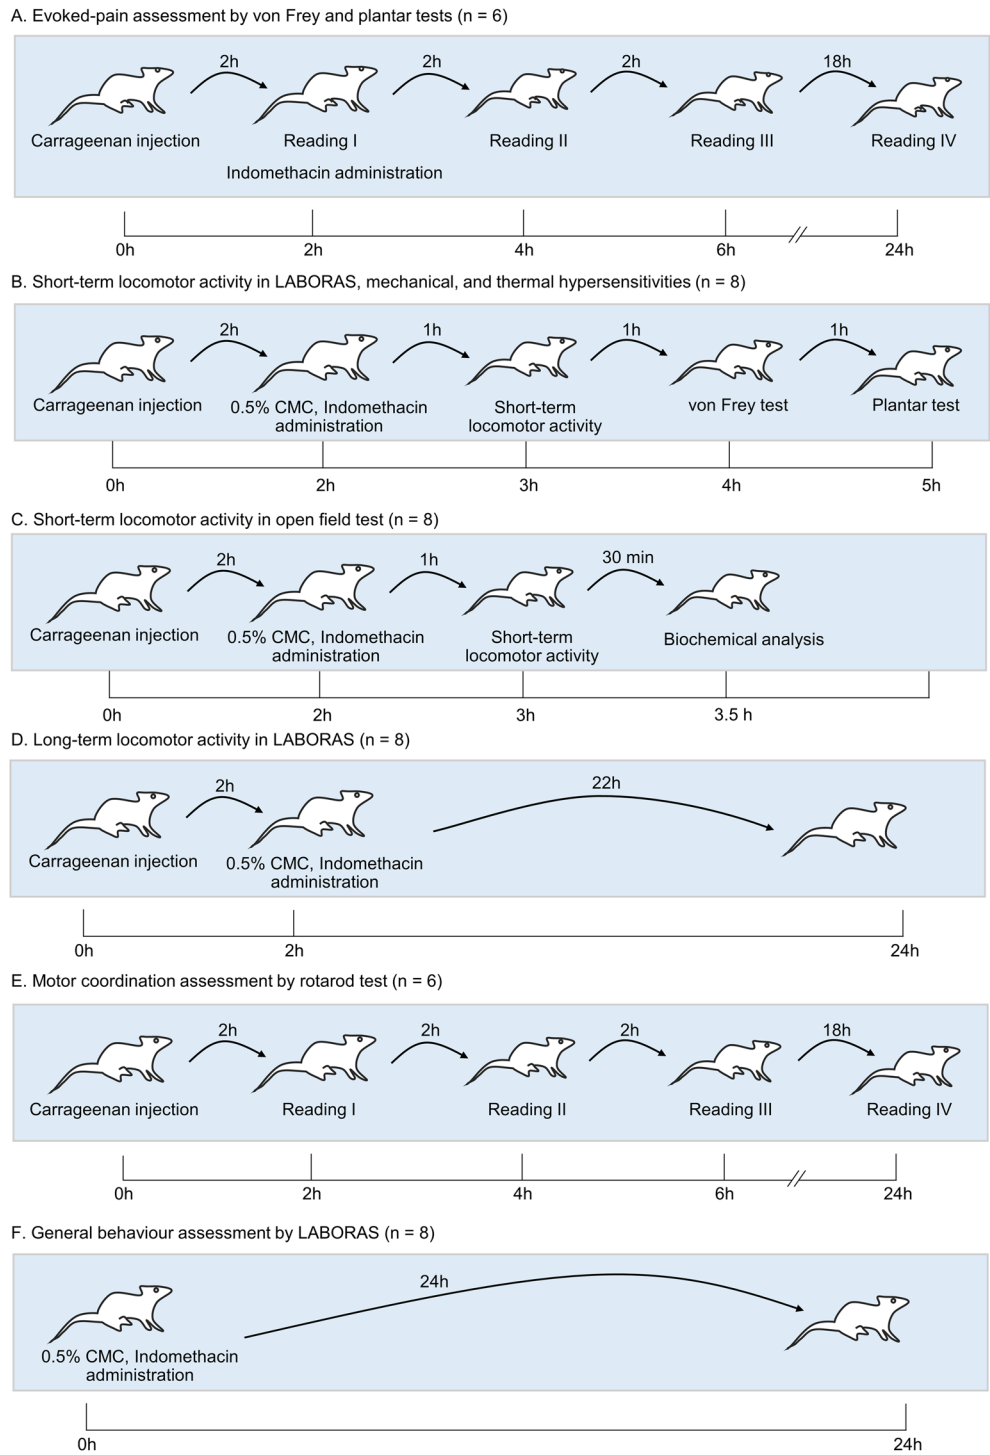 A. Evoked-pain assessment by von Frey and plantar tests (n = 6)
2h 2h 2h 18h
Carrageenan injection Reading I Reading II Reading III Reading IV
Indomethacin administration
0h 2h 4h 6h 24h
B. Short-term locomotor activity in LABORAS, mechanical, and thermal hypersensitivities (n = 8)
2h 1h 1h 1h
Carrageenan injection 0.5% CMC, Indomethacin Short-term von Frey test Plantar test
administration locomotor activity
0h 2h 3h 4h 5h
C. Short-term locomotor activity in open field test (n = 8)
2h 1h 30 min
Carrageenan injection 0.5% CMC, Indomethacin Short-term Biochemical analysis
administration locomotor activity
0h 2h 3h 3.5 h
D. Long-term locomotor activity in LABORAS (n = 8)
2h 22h
Carrageenan injection 0.5% CMC, Indomethacin
administration
0h 2h 24h
E. Motor coordination assessment by rotarod test (n = 6)
2h 2h 2h 18h
Carrageenan injection Reading I Reading II Reading III Reading IV
0h 2h 4h 6h 24h
F. General behaviour assessment by LABORAS (n = 8)
24h
0.5% CMC, Indomethacin
administration
0h 24h